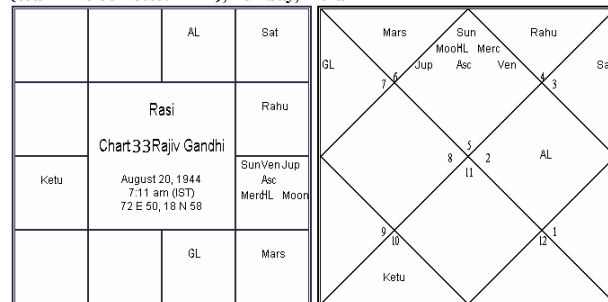 AL
Sat
Rasi
Rahu
Chart33Rajiv Gandhi
Ketu
August 20, 1944
7:11 am (IST)
72 E 50, 18 N 58
SunVen Jup
Asc
MercHL Moon
GL
Mars
Mars
Sun
Rahu
MooHL Merc
GL
Jup
Asc
Ven
Sa
7
6
4
3
5
8
2
AL
11
9
10
12
1
Ketu